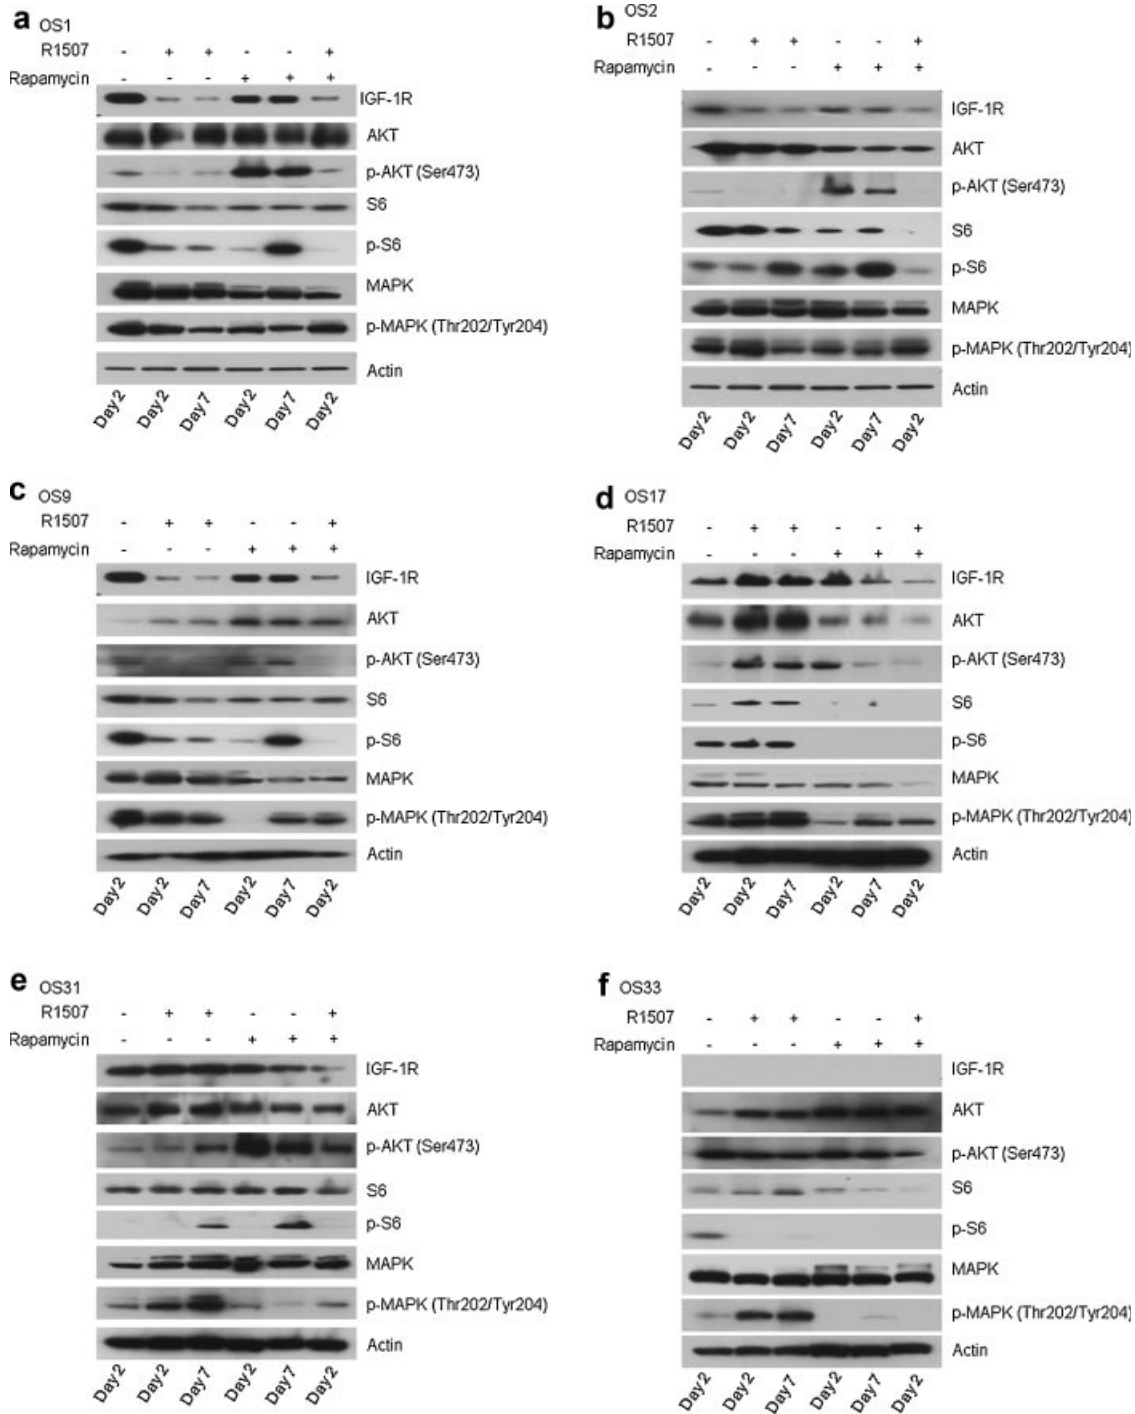 a OS1
R1507 - + + - - +
Rapamycin - - - + + +
IGF-1R
AKT
p-AKT (Ser473)
S6
p-S6
MAPK
p-MAPK (Thr202/Tyr204)
Actin
Day2 Day2 Day7 Day2 Day7 Day2
b OS2
R1507 - + + - - +
Rapamycin - - - + + +
IGF-1R
AKT
p-AKT (Ser473)
S6
p-S6
MAPK
p-MAPK (Thr202/Tyr204)
Actin
Day2 Day2 Day7 Day2 Day7 Day2
c OS9
R1507 - + + - - +
Rapamycin - - - + + +
IGF-1R
AKT
p-AKT (Ser473)
S6
p-S6
MAPK
p-MAPK (Thr202/Tyr204)
Actin
Day2 Day2 Day7 Day2 Day7 Day2
d OS17
R1507 - + + - - +
Rapamycin - - - + + +
IGF-1R
AKT
p-AKT (Ser473)
S6
p-S6
MAPK
p-MAPK (Thr202/Tyr204)
Actin
Day2 Day2 Day7 Day2 Day7 Day2
e OS31
R1507 - + + - - +
Rapamycin - - - + + +
IGF-1R
AKT
p-AKT (Ser473)
S6
p-S6
MAPK
p-MAPK (Thr202/Tyr204)
Actin
Day2 Day2 Day7 Day2 Day7 Day2
f OS33
R1507 - + + - - +
Rapamycin - - - + + +
IGF-1R
AKT
p-AKT (Ser473)
S6
p-S6
MAPK
p-MAPK (Thr202/Tyr204)
Actin
Day2 Day2 Day7 Day2 Day7 Day2